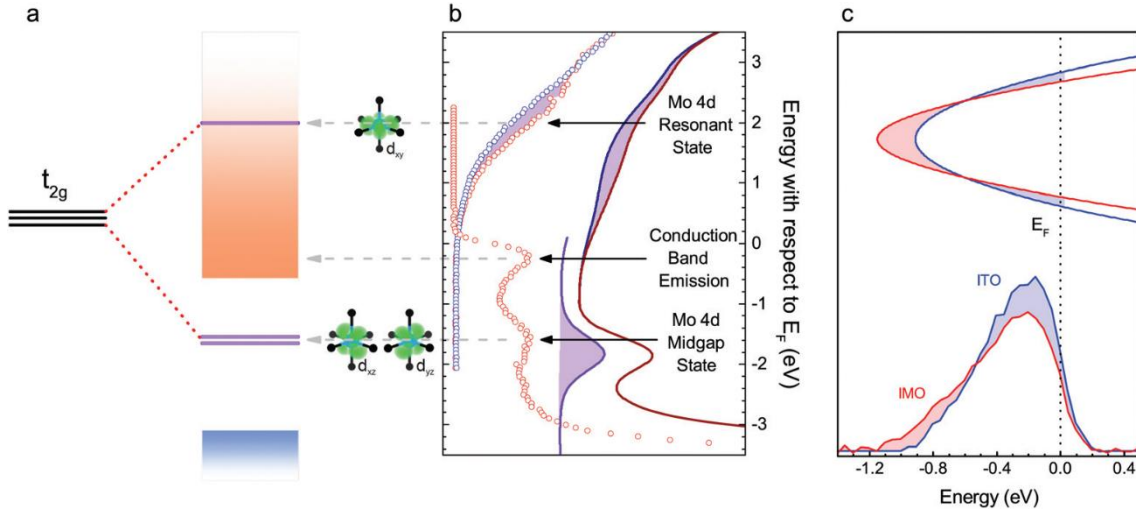 a
t2g
dxy
dxz
dyz
b
Mo 4d
Resonant
State
Conduction
Band
Emission
Mo 4d
Midgap
State
3
2
1
0
-1
-2
-3
Energy with respect to EF (eV)
c
EF
ITO
IMO
-1.2 -0.8 -0.4 0.0 0.4
Energy (eV)